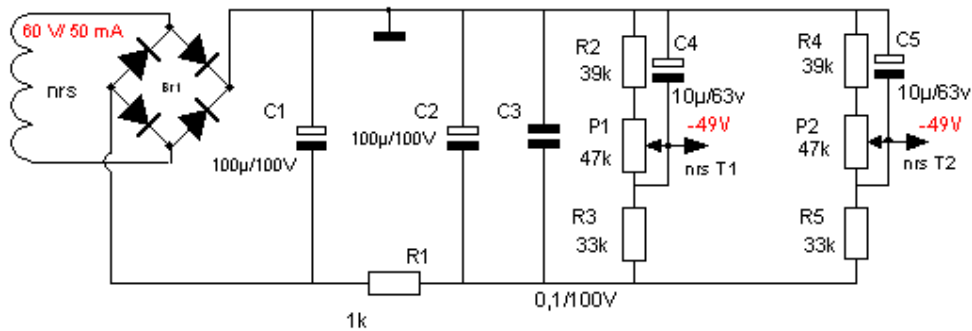 60 V/ 50 mA
nrs
Br1
C1
100µ/100V
C2
100µ/100V
C3
0,1/100V
R1
1k
R2
39k
C4
10µ/63v
P1
47k
-49V
nrs T1
R3
33k
R4
39k
C5
10µ/63v
P2
47k
-49V
nrs T2
R5
33k